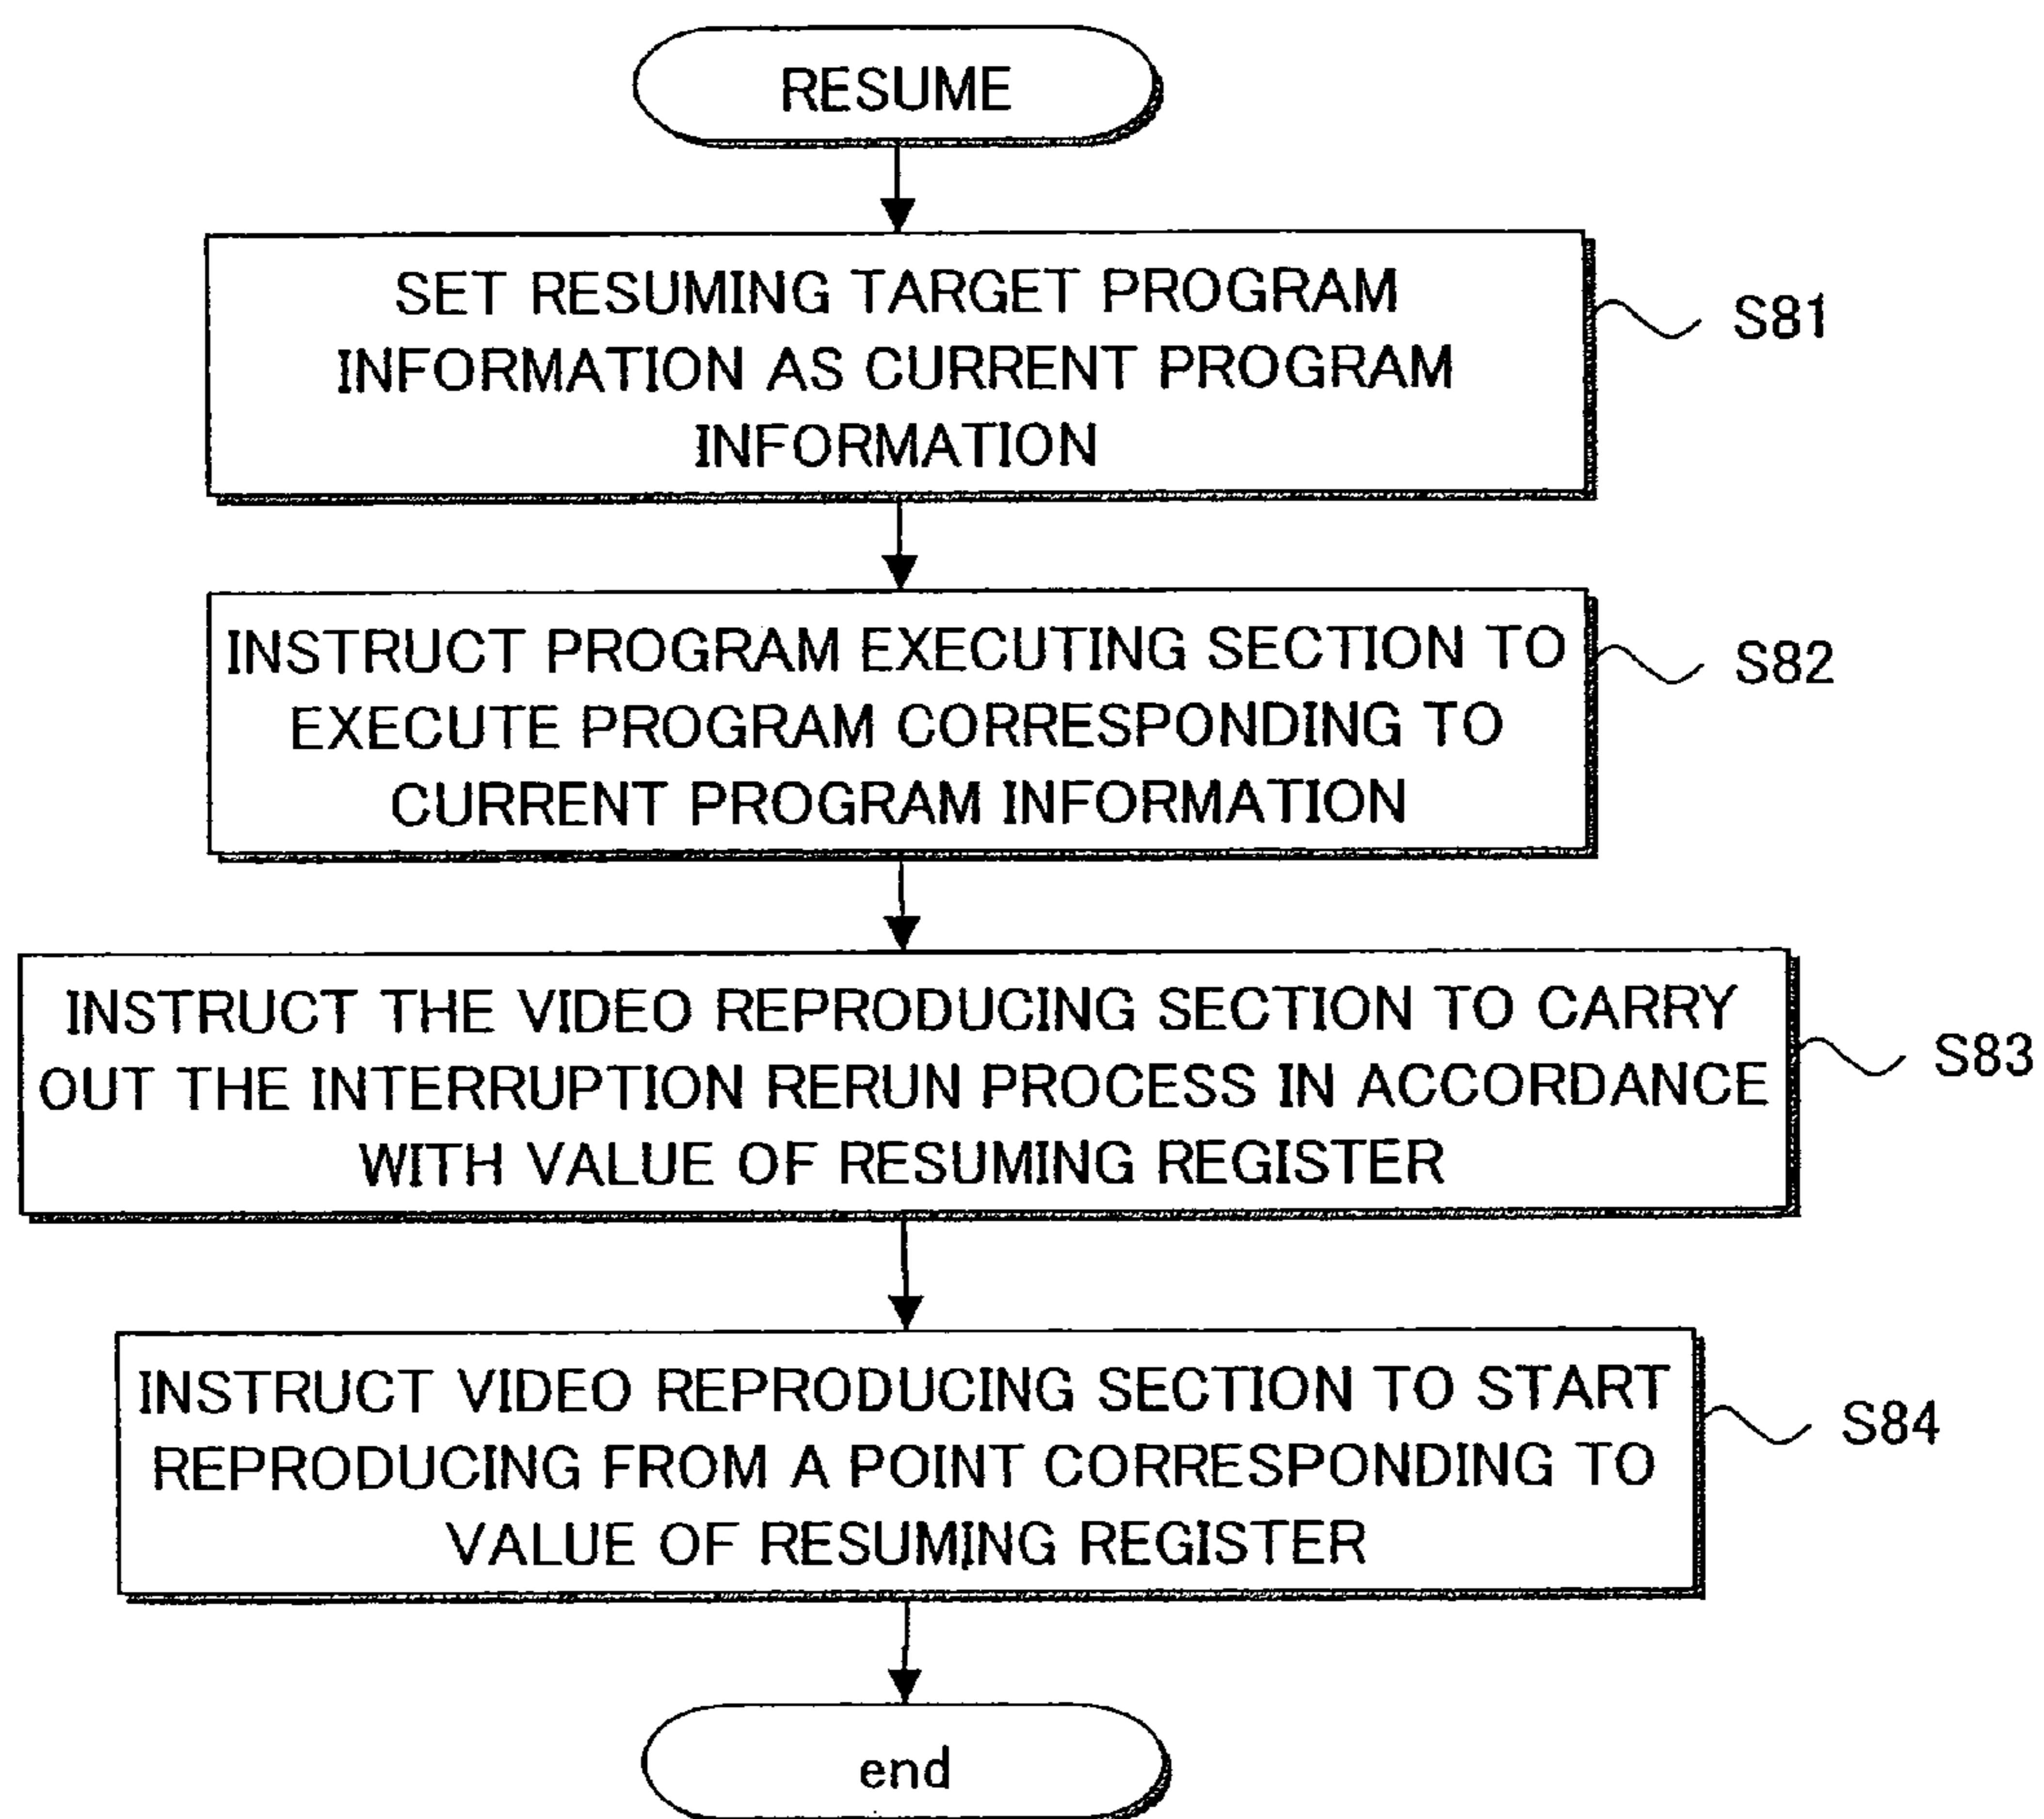 RESUME
SET RESUMING TARGET PROGRAM
INFORMATION AS CURRENT PROGRAM
INFORMATION
S81
INSTRUCT PROGRAM EXECUTING SECTION TO
EXECUTE PROGRAM CORRESPONDING TO
CURRENT PROGRAM INFORMATION
S82
INSTRUCT THE VIDEO REPRODUCING SECTION TO CARRY
OUT THE INTERRUPTION RERUN PROCESS IN ACCORDANCE
WITH VALUE OF RESUMING REGISTER
S83
INSTRUCT VIDEO REPRODUCING SECTION TO START
REPRODUCING FROM A POINT CORRESPONDING TO
VALUE OF RESUMING REGISTER
S84
end